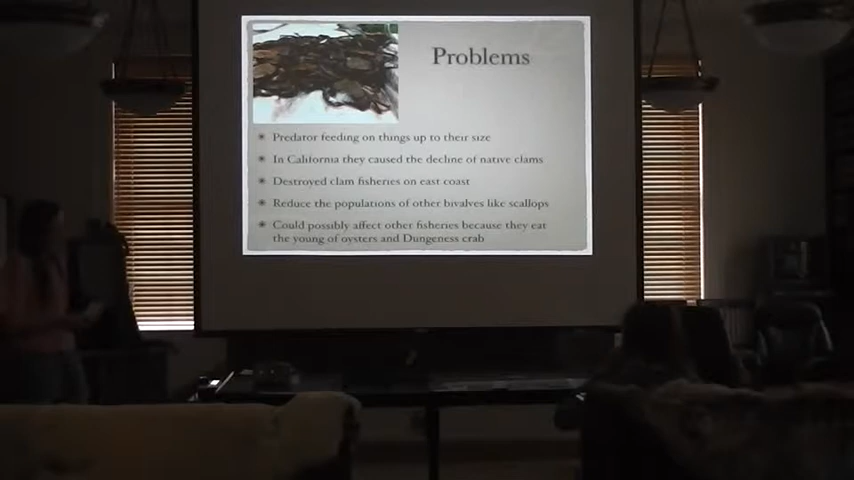 Problems
Predator feeding on things up to their size
In California they caused the decline of native clams
Destroyed clam fisheries on east coast
Reduce the populations of other bivalves like scallops
Could possibly affect other fisheries because they eat
the young of oysters and Dungeness crab